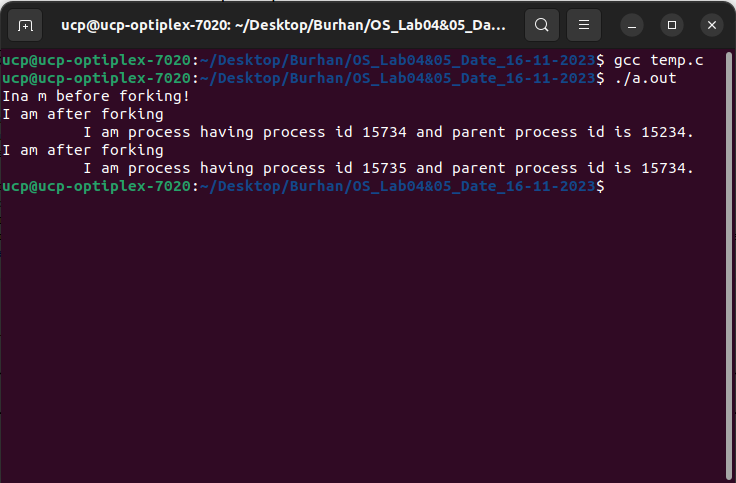 ucp@ucp-optiplex-7020: ~/Desktop/Burhan/OS_Lab04&05_Da...
ucp@ucp-optiplex-7020:~/Desktop/Burhan/OS_Lab04&05_Date_16-11-2023$ gcc temp.c
ucp@ucp-optiplex-7020:~/Desktop/Burhan/OS_Lab04&05_Date_16-11-2023$ ./a.out
Ina m before forking!
I am after forking
         I am process having process id 15734 and parent process id is 15234.
I am after forking
         I am process having process id 15735 and parent process id is 15734.
ucp@ucp-optiplex-7020:~/Desktop/Burhan/OS_Lab04&05_Date_16-11-2023$